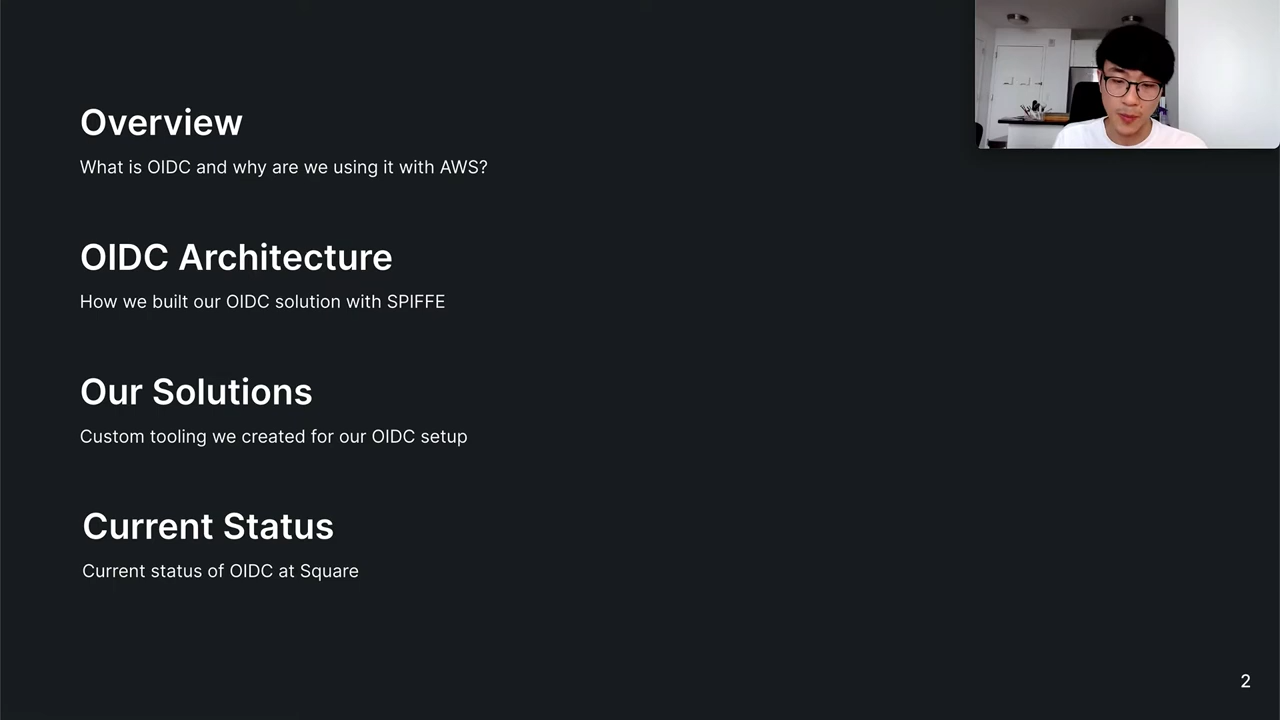 Overview
What is OIDC and why are we using it with AWS?
OIDC Architecture
How we built our OIDC solution with SPIFFE
Our Solutions
Custom tooling we created for our OIDC setup
Current Status
Current status of OIDC at Square
2